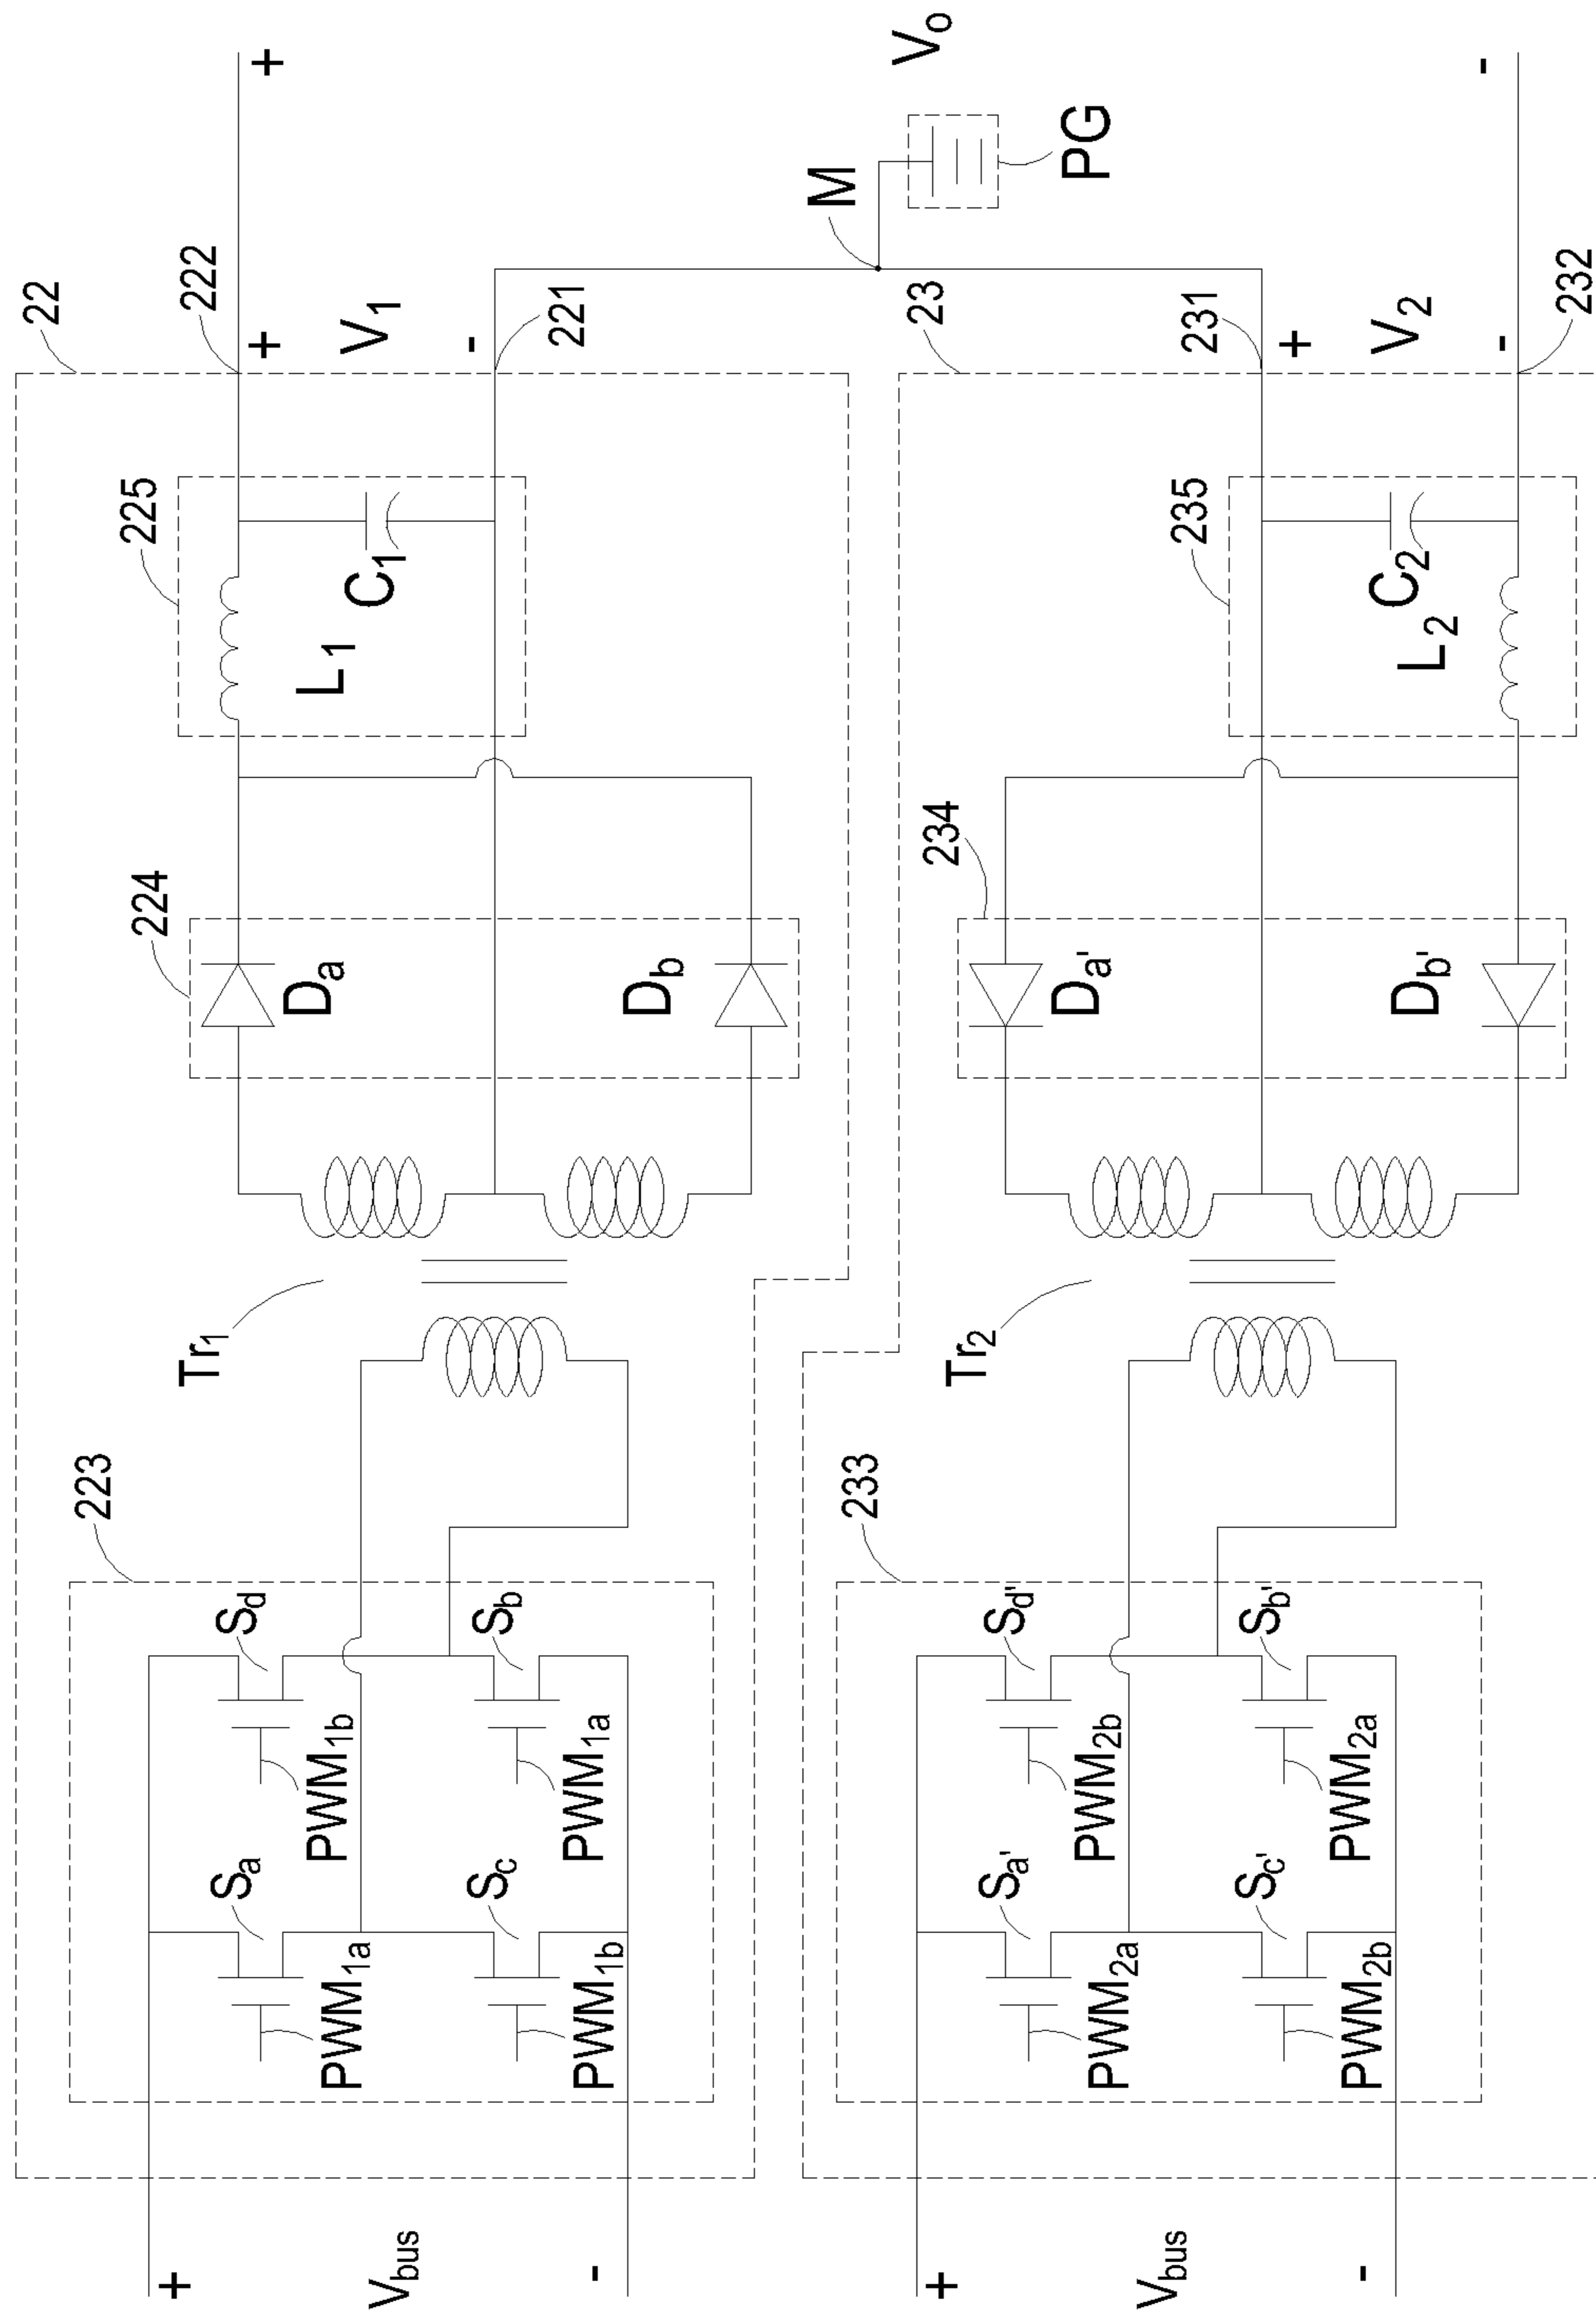 22
222
+
+
V1
-
221
225
L1
C1
224
Da
Db
Tr1
223
Sd
PWM1b
Sb
PWM1a
Sa
PWM1a
Sc
PWM1b
+
Vbus
-
M
Vo
PG
23
231
+
V2
-
232
-
235
C2
L2
234
Da'
Db'
Tr2
233
Sd'
PWM2b
Sb'
PWM2a
Sa'
PWM2a
Sc'
PWM2b
+
Vbus
-